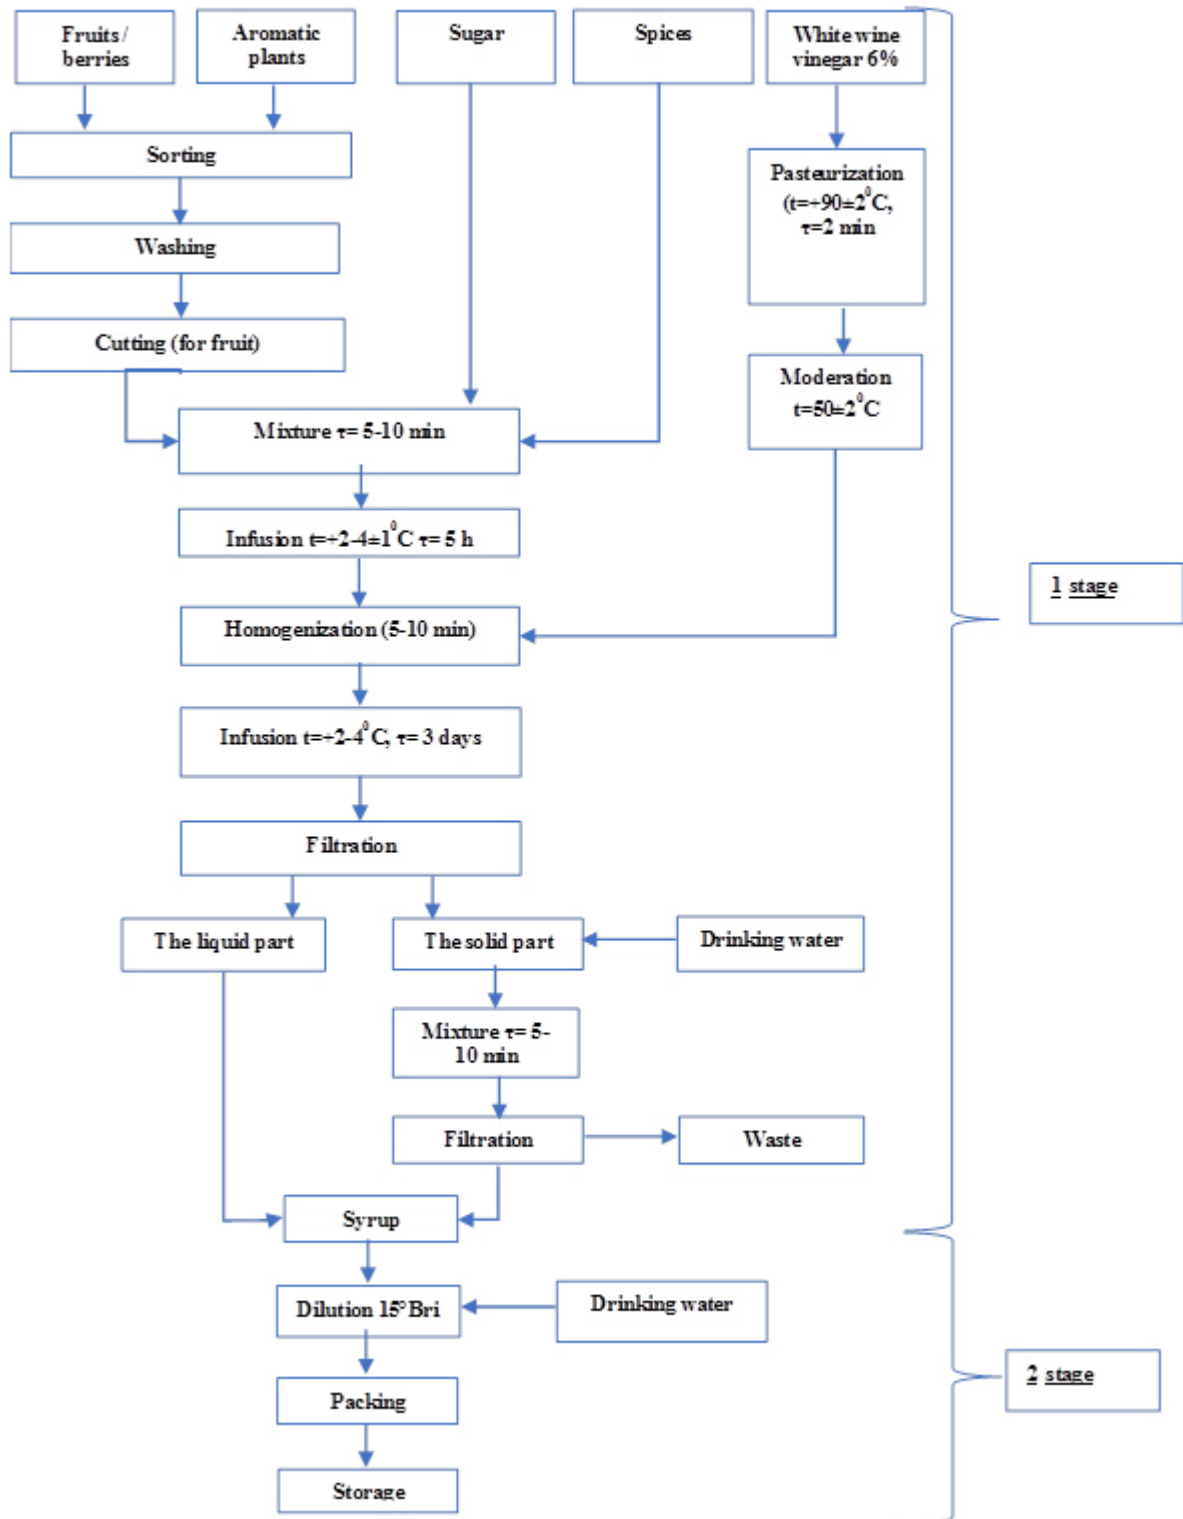 Fruits /
berries
Aromatic
plants
Sugar
Spices
White wine
vinegar 6%
Sorting
Pasteurization
(t=+90±2⁰C,
τ=2 min
Washing
Cutting (for fruit)
Moderation
t=50±2⁰C
Mixture τ= 5-10 min
Infusion t=+2-4±1⁰C τ= 5 h
1 stage
Homogenization (5-10 min)
Infusion t=+2-4⁰C, τ= 3 days
Filtration
The liquid part
The solid part
Drinking water
Mixture τ= 5-
10 min
Filtration
Waste
Syrup
Dilution 15°Bri
Drinking water
2 stage
Packing
Storage